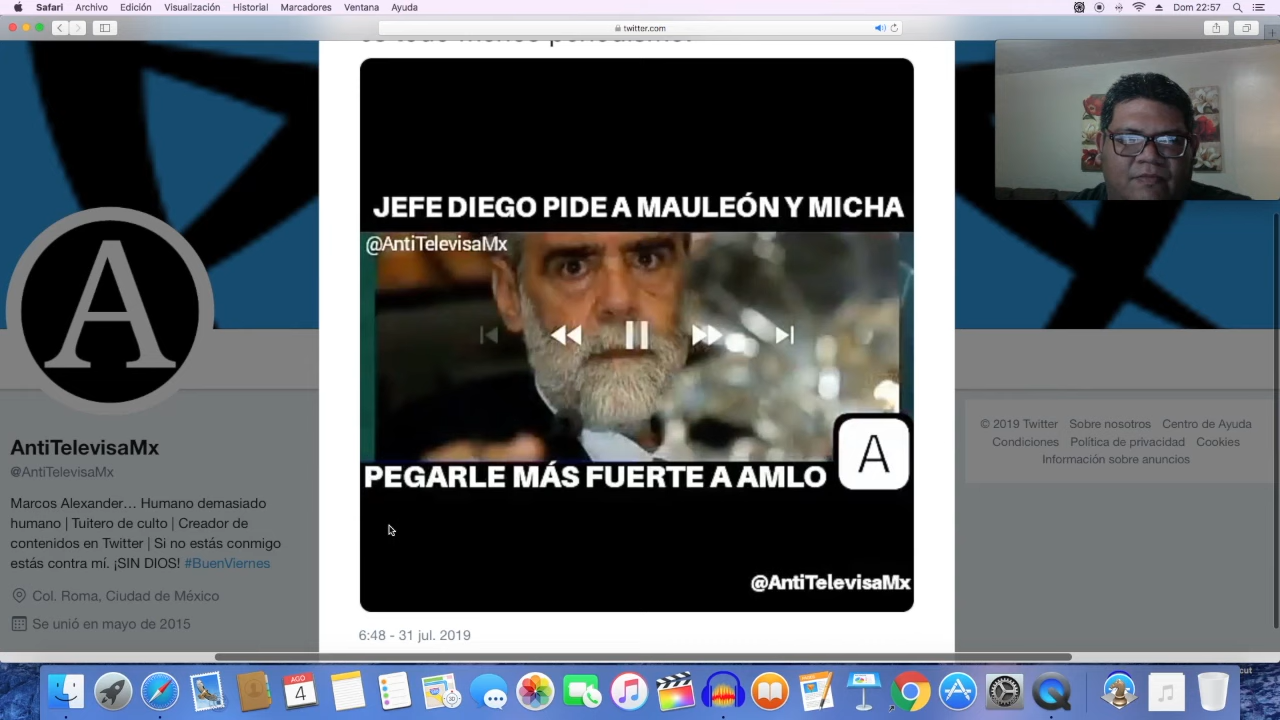 Safari Archivo Edición Visualización Historial Marcadores Ventana Ayuda
Dom 22:57
twitter.com
JEFE DIEGO PIDE A MAULEÓN Y MICHA
@AntiTelevisaMx
A
A
PEGARLE MÁS FUERTE A AMLO
@AntiTelevisaMx
6:48 - 31 jul. 2019
AntiTelevisaMx
@AntiTelevisaMx
Marcos Alexander… Humano demasiado
humano | Tuitero de culto | Creador de
contenidos en Twitter | Si no estás conmigo
estás contra mí. ¡SIN DIOS! #BuenViernes
Col. Roma, Ciudad de México
Se unió en mayo de 2015
© 2019 Twitter Sobre nosotros Centro de Ayuda
Condiciones Política de privacidad Cookies
Información sobre anuncios
AGO
4